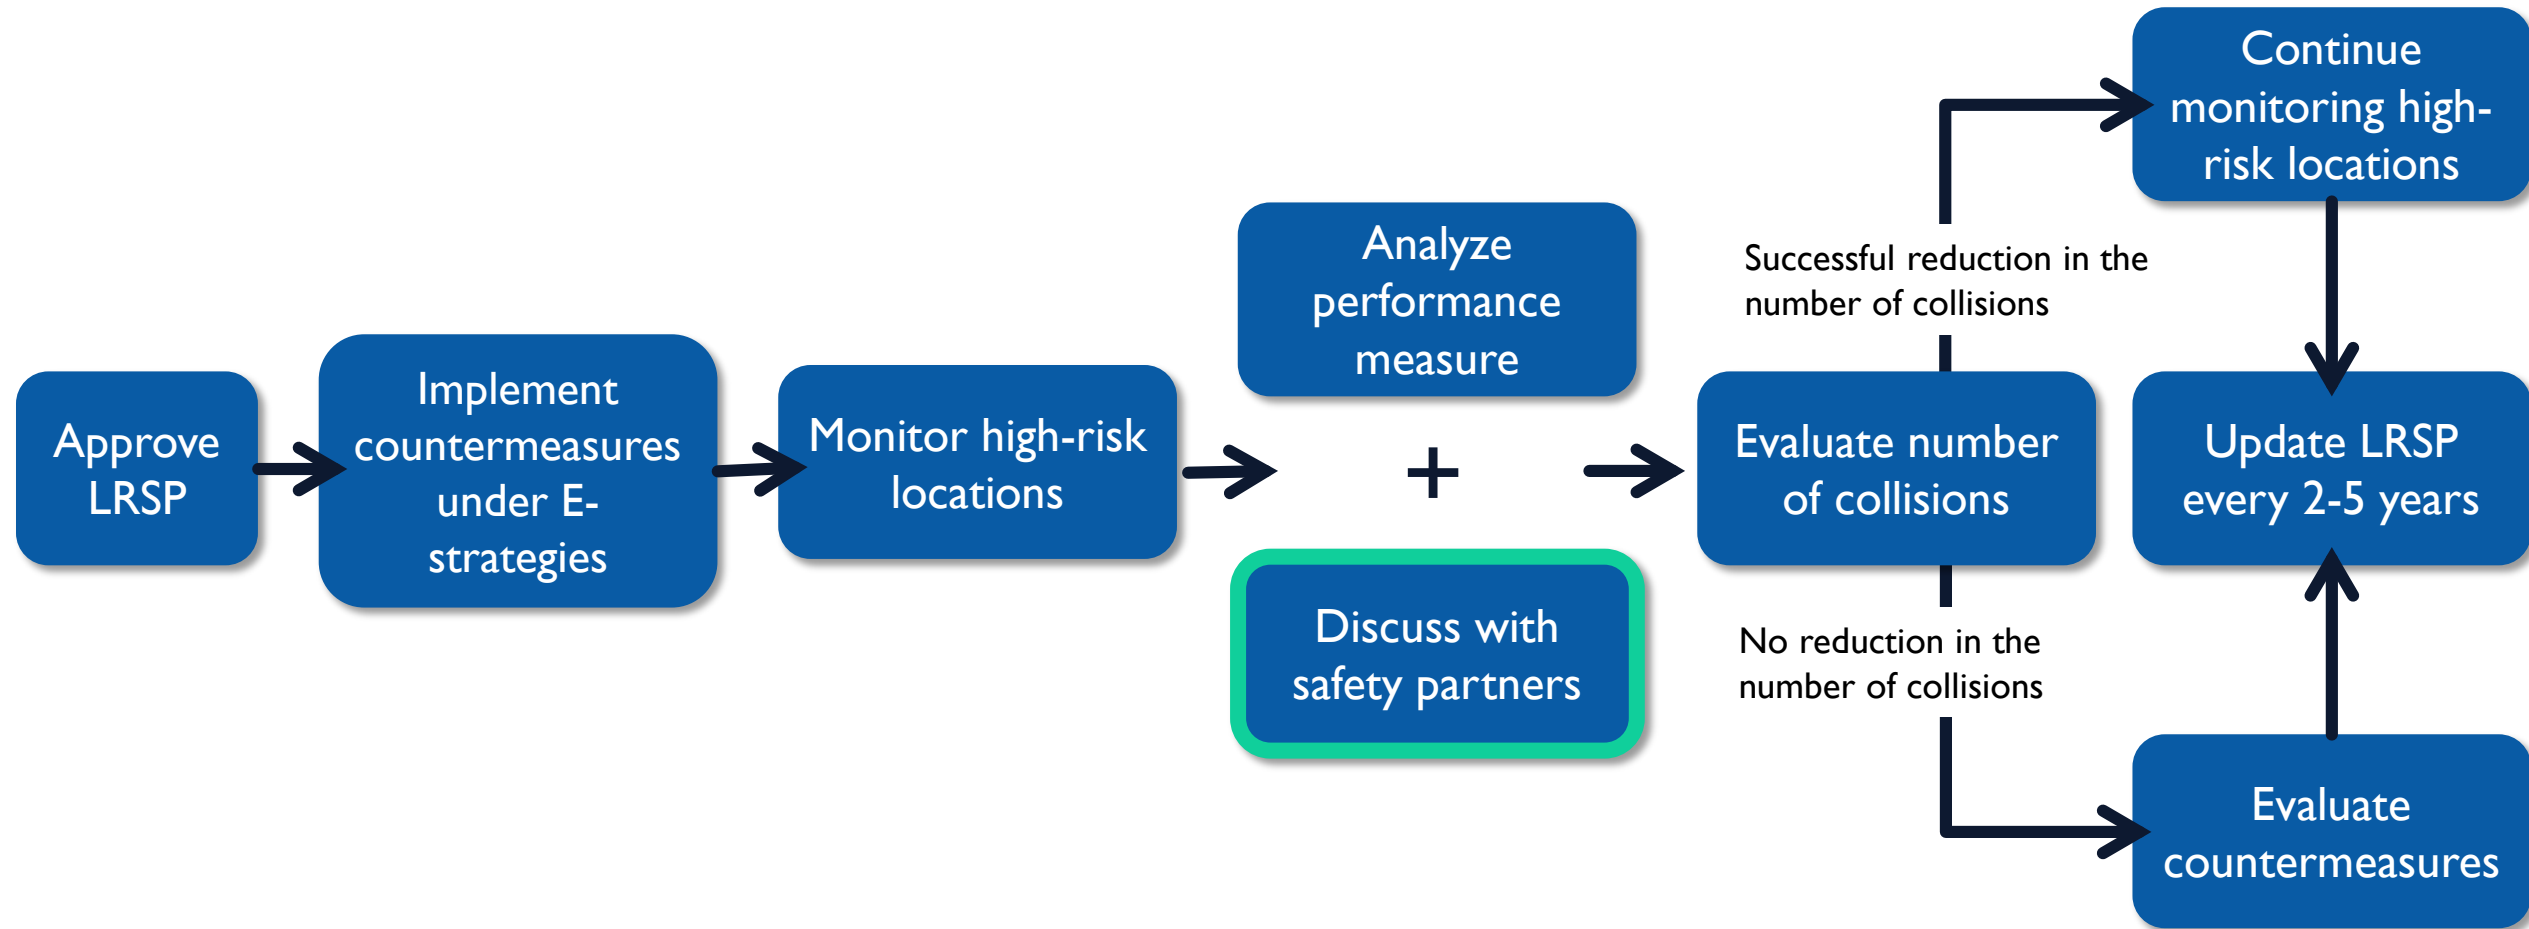 Approve
LRSP
Implement
countermeasures
under E-
strategies
Monitor high-risk
locations
Analyze
performance
measure
+
Discuss with
safety partners
Evaluate number
of collisions
Successful reduction in the
number of collisions
No reduction in the
number of collisions
Continue
monitoring high-
risk locations
Update LRSP
every 2-5 years
Evaluate
countermeasures